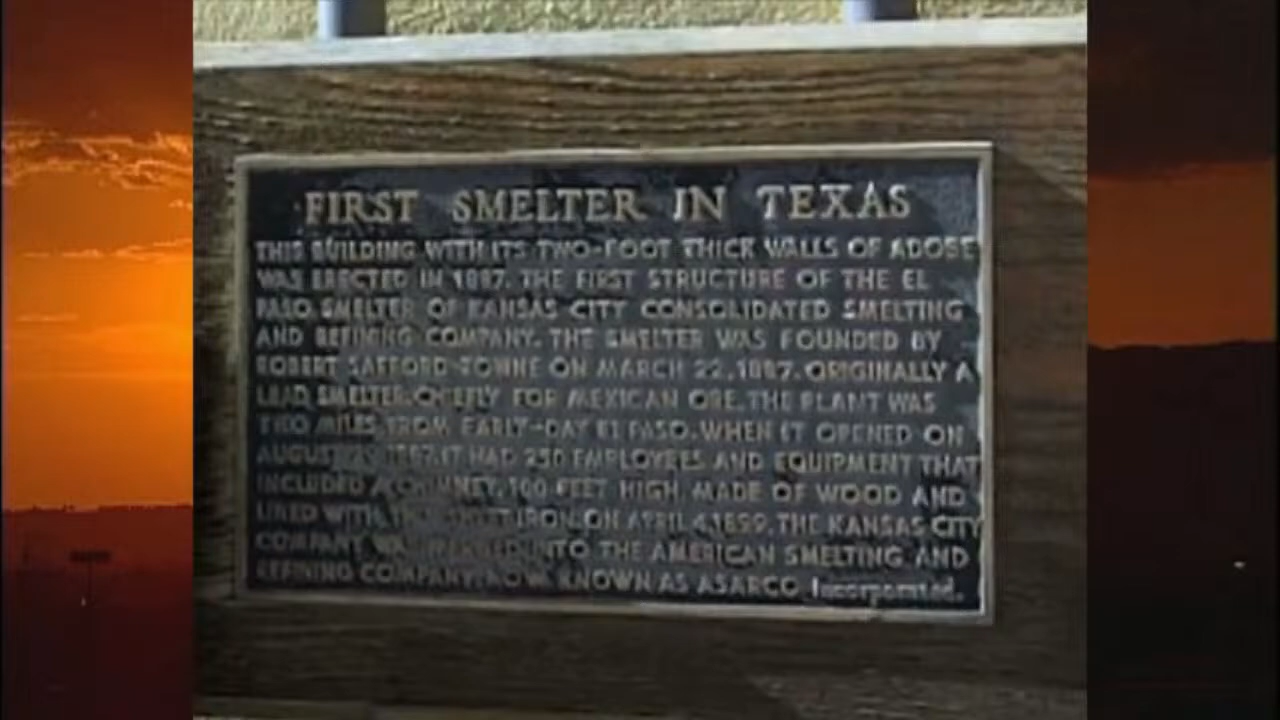 FIRST SMELTER IN TEXAS
THIS BUILDING WITH ITS TWO-FOOT THICK WALLS OF ADOBE
WAS ERECTED IN 1887. THE FIRST STRUCTURE OF THE EL
PASO SMELTER OF KANSAS CITY CONSOLIDATED SMELTING
AND REFINING COMPANY. THE SMELTER WAS FOUNDED BY
ROBERT SAFFORD TOWNE ON MARCH 22, 1887. ORIGINALLY A
LEAD SMELTER CHIEFLY FOR MEXICAN ORE. THE PLANT WAS
TWO MILES FROM EARLY-DAY EL PASO. WHEN IT OPENED ON
AUGUST 1887. IT HAD 250 EMPLOYEES AND EQUIPMENT THAT
INCLUDED A CHIMNEY, 100 FEET HIGH MADE OF WOOD AND
LINED WITH SHEET IRON. ON APRIL 4, 1899, THE KANSAS CITY
COMPANY WAS MERGED INTO THE AMERICAN SMELTING AND
REFINING COMPANY, NOW KNOWN AS ASARCO Incorporated.